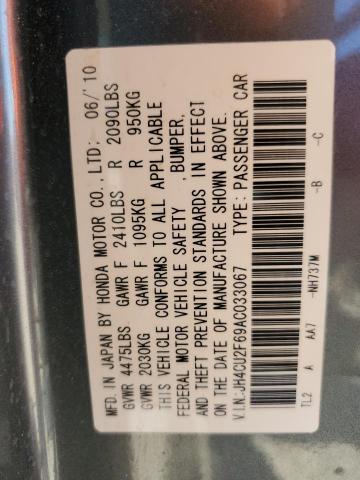 MFD. IN JAPAN BY HONDA MOTOR CO., LTD: 06/'10
GVWR 4475LBS. GAWR F 2410LBS R 2090LBS
GVWR 2030KG GAWR F 1095KG R 950KG
THIS VEHICLE CONFORMS TO ALL APPLICABLE
FEDERAL MOTOR VEHICLE SAFETY ,BUMPER,
AND THEFT PREVENTION STANDARDS IN EFFECT
ON THE DATE OF MANUFACTURE SHOWN ABOVE.
V.I.N.:JH4CU2F69AC033067 TYPE: PASSENGER CAR
TL2 A AA7 -NH737M -B -C